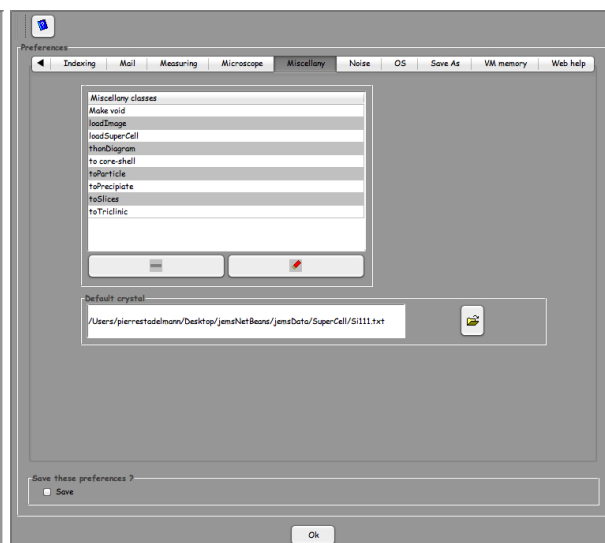 Preferences
Indexing Mail Measuring Microscope Miscellany Noise OS Save As VM memory Web help
Miscellany classes
Make void
loadImage
loadSuperCell
thonDiagram
to core-shell
toParticle
toPrecipiate
toSlices
toTriclinic
Default crystal
/Users/pierrestadelmann/Desktop/jemsNetBeans/jemsData/SuperCell/Si111.txt
Save these preferences ?
Save
Ok